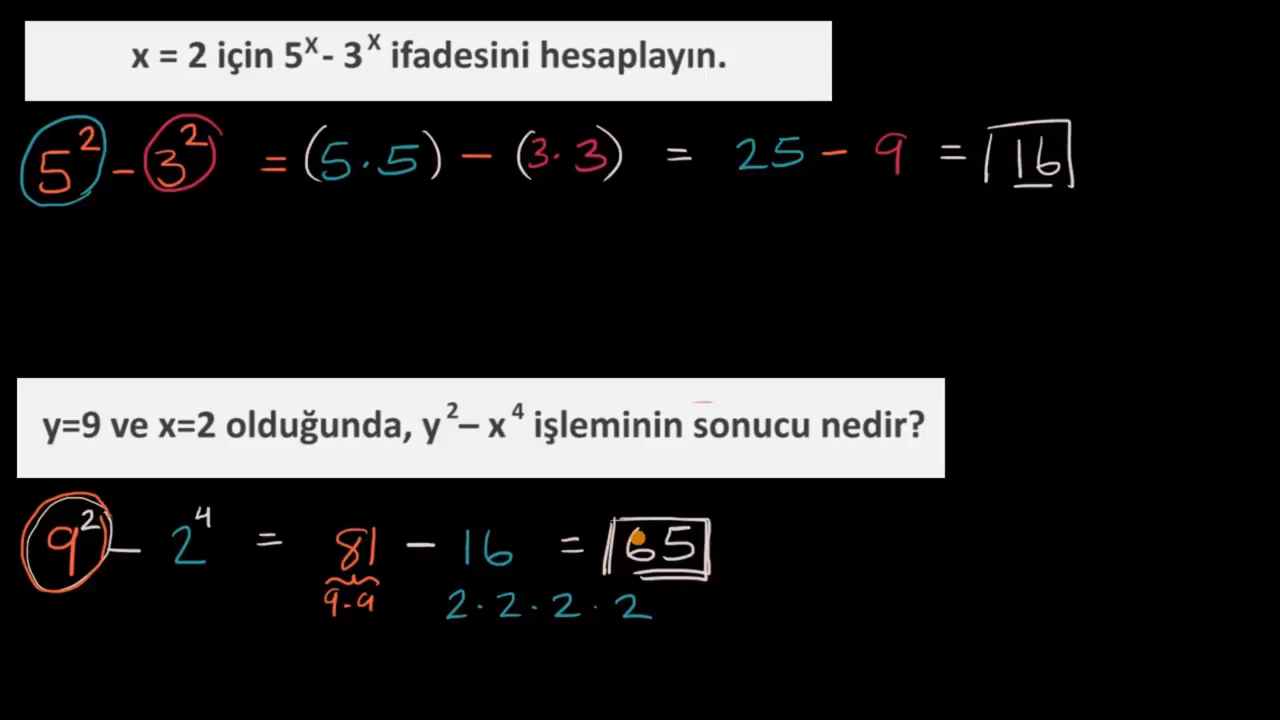 x = 2 için 5ˣ - 3ˣ ifadesini hesaplayın.
5² - 3² = (5·5) - (3·3) = 25 - 9 = 16
y=9 ve x=2 olduğunda, y² – x⁴ işleminin sonucu nedir?
9² - 2⁴ = 81 - 16 = 65
9·9 2·2·2·2